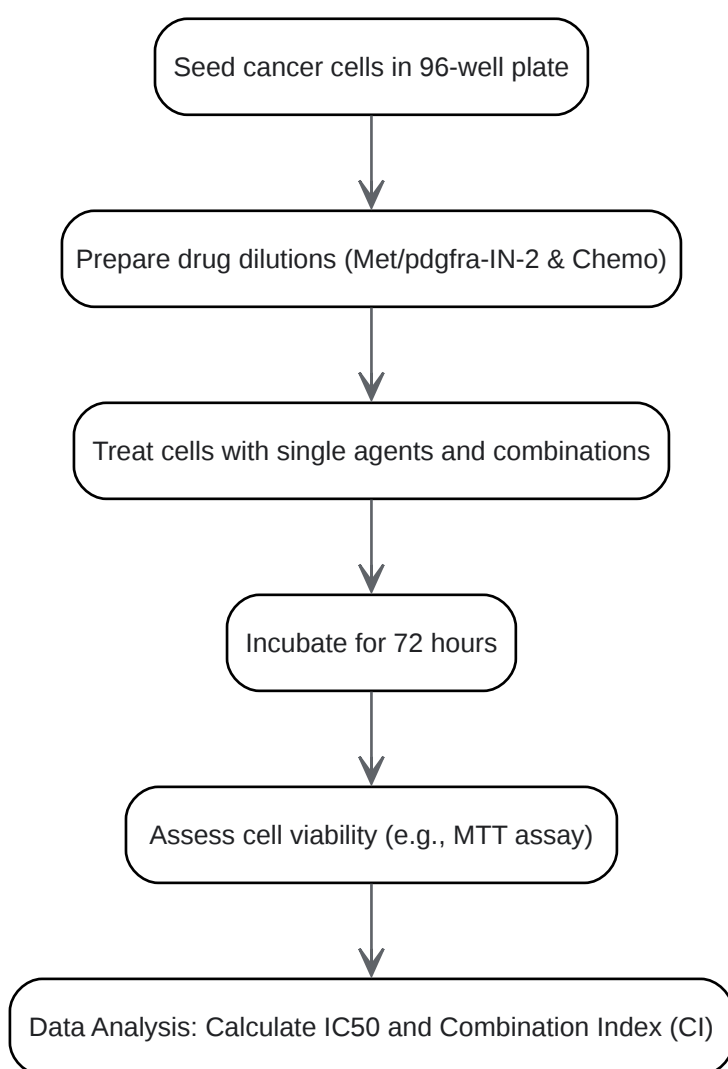 Seed cancer cells in 96-well plate
Prepare drug dilutions (Met/pdgfra-IN-2 & Chemo)
Treat cells with single agents and combinations
Incubate for 72 hours
Assess cell viability (e.g., MTT assay)
Data Analysis: Calculate IC50 and Combination Index (CI)